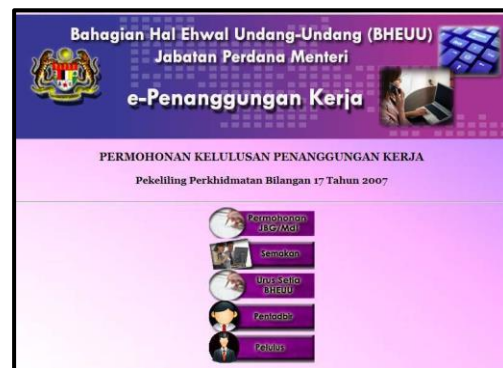 Bahagian Hal Ehwal Undang-Undang (BHEUU)
Jabatan Perdana Menteri
e-Penanggungan Kerja
PERMOHONAN KELULUSAN PENANGGUNGAN KERJA
Pekeliling Perkhidmatan Bilangan 17 Tahun 2007
Permohonan
JBG/MdI
Semakan
Urus Setia
BHEUU
Pentadbir
Pelulus